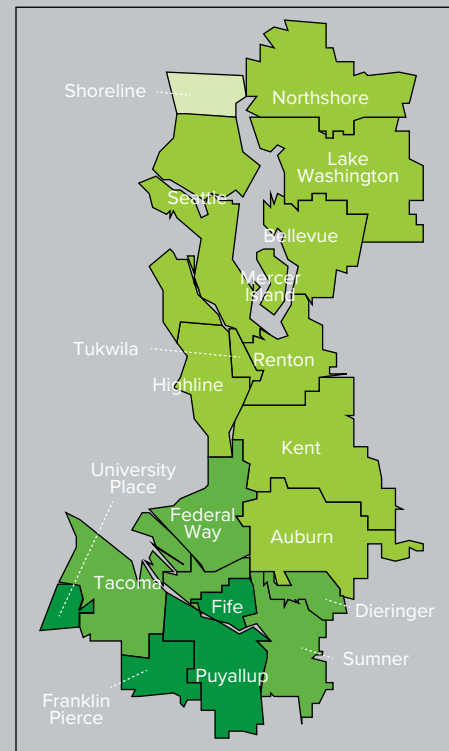 Shoreline
Northshore
Lake
Washington
Seattle
Bellevue
Mercer
Island
Tukwila
Renton
Highline
Kent
University
Place
Federal
Way
Auburn
Tacoma
Fife
Dieringer
Sumner
Puyallup
Franklin
Pierce